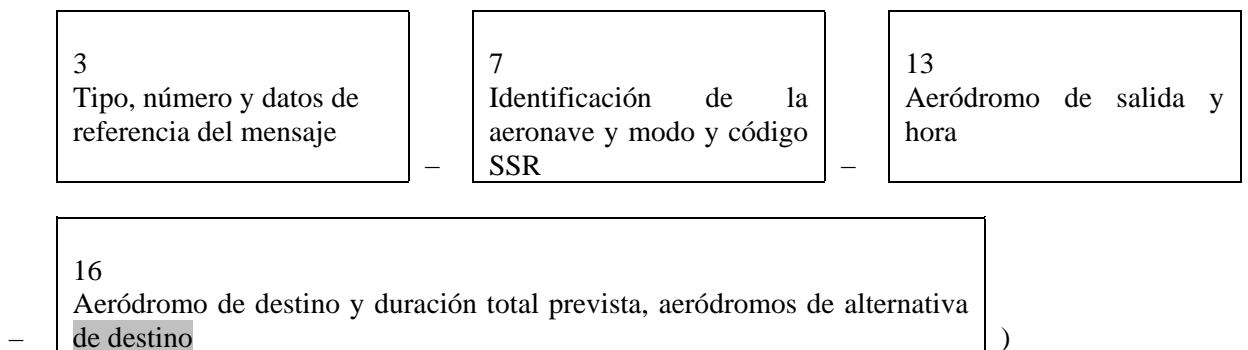 3
Tipo, número y datos de
referencia del mensaje
–
7
Identificación de la
aeronave y modo y código
SSR
–
13
Aeródromo de salida y
hora
–
16
Aeródromo de destino y duración total prevista, aeródromos de alternativa
de destino
)